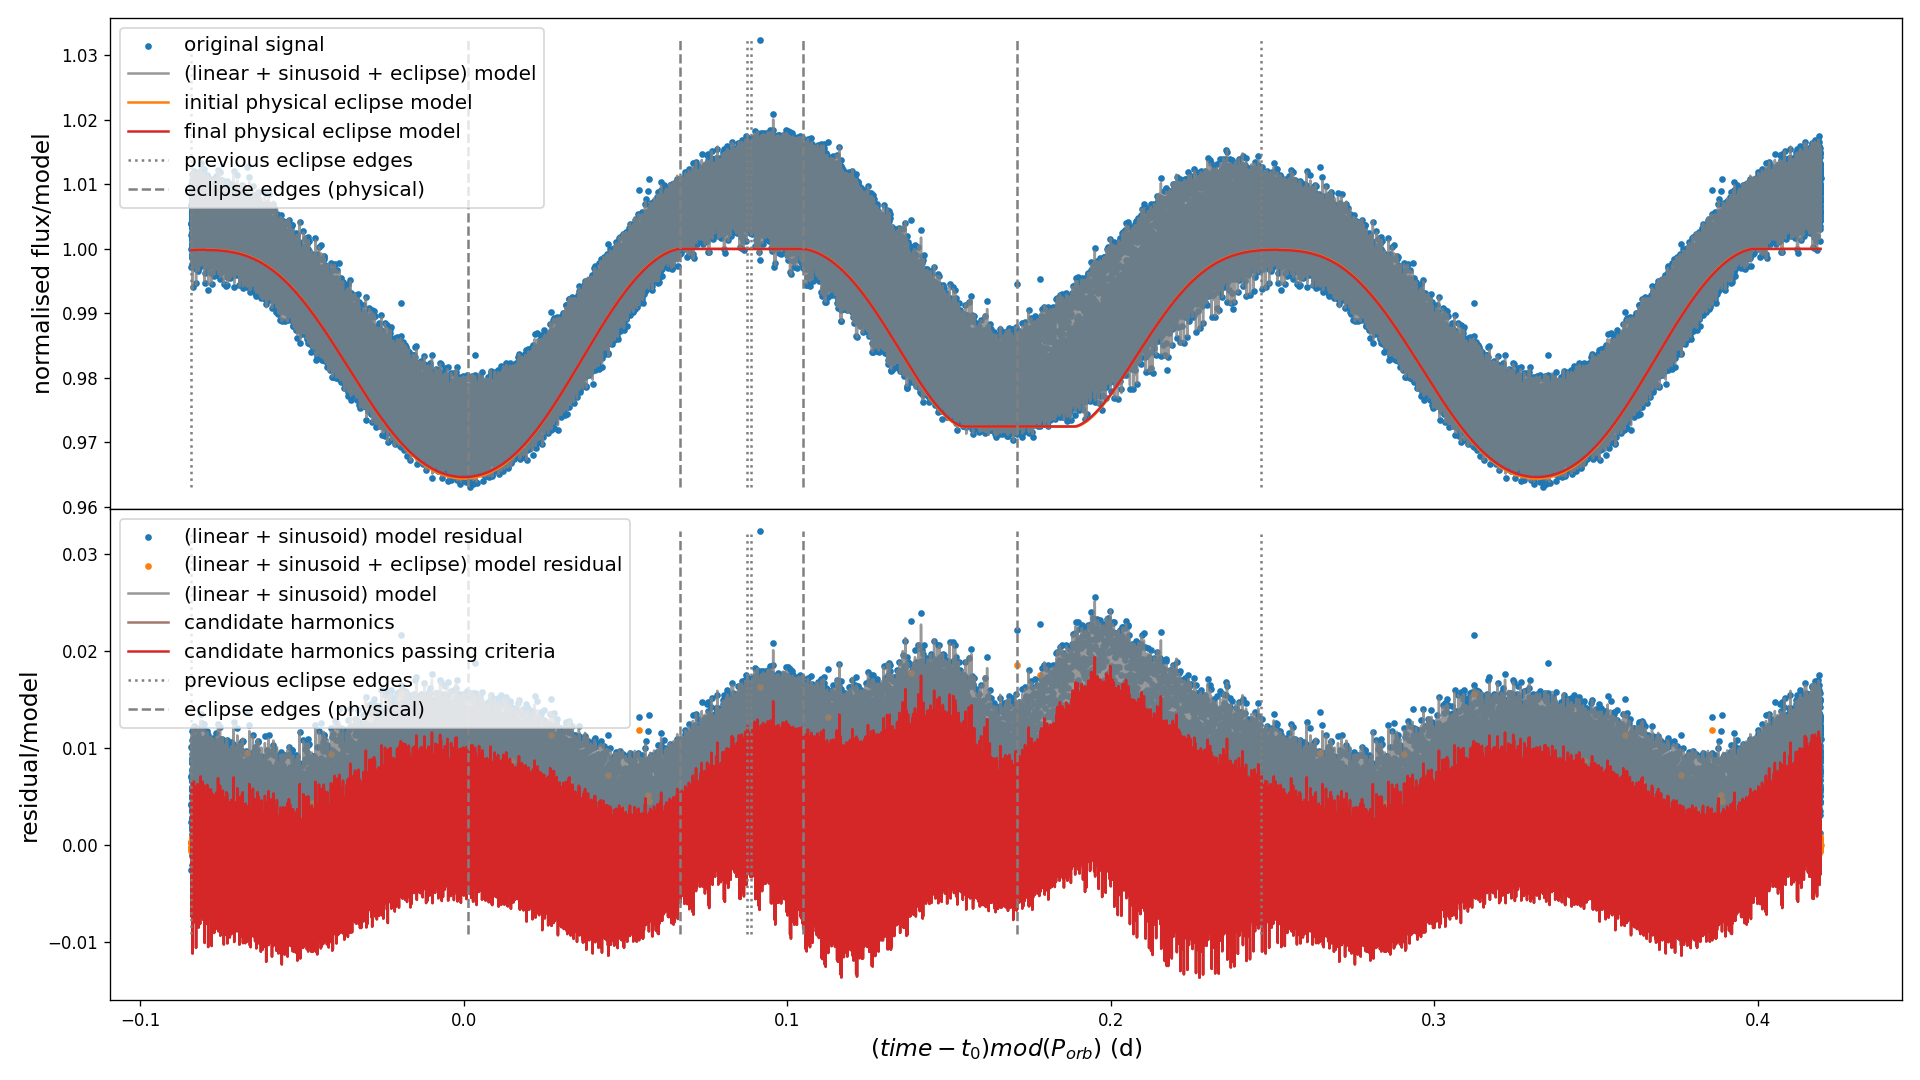 normalised flux/model
1.03
1.02
1.01
1.00
0.99
0.98
0.97
0.96
original signal
(linear + sinusoid + eclipse) model
initial physical eclipse model
final physical eclipse model
previous eclipse edges
eclipse edges (physical)
residual/model
0.03
0.02
0.01
0.00
−0.01
(linear + sinusoid) model residual
(linear + sinusoid + eclipse) model residual
(linear + sinusoid) model
candidate harmonics
candidate harmonics passing criteria
previous eclipse edges
eclipse edges (physical)
−0.1 0.0 0.1 0.2 0.3 0.4
(time − t₀)mod(Pₒᵣb) (d)